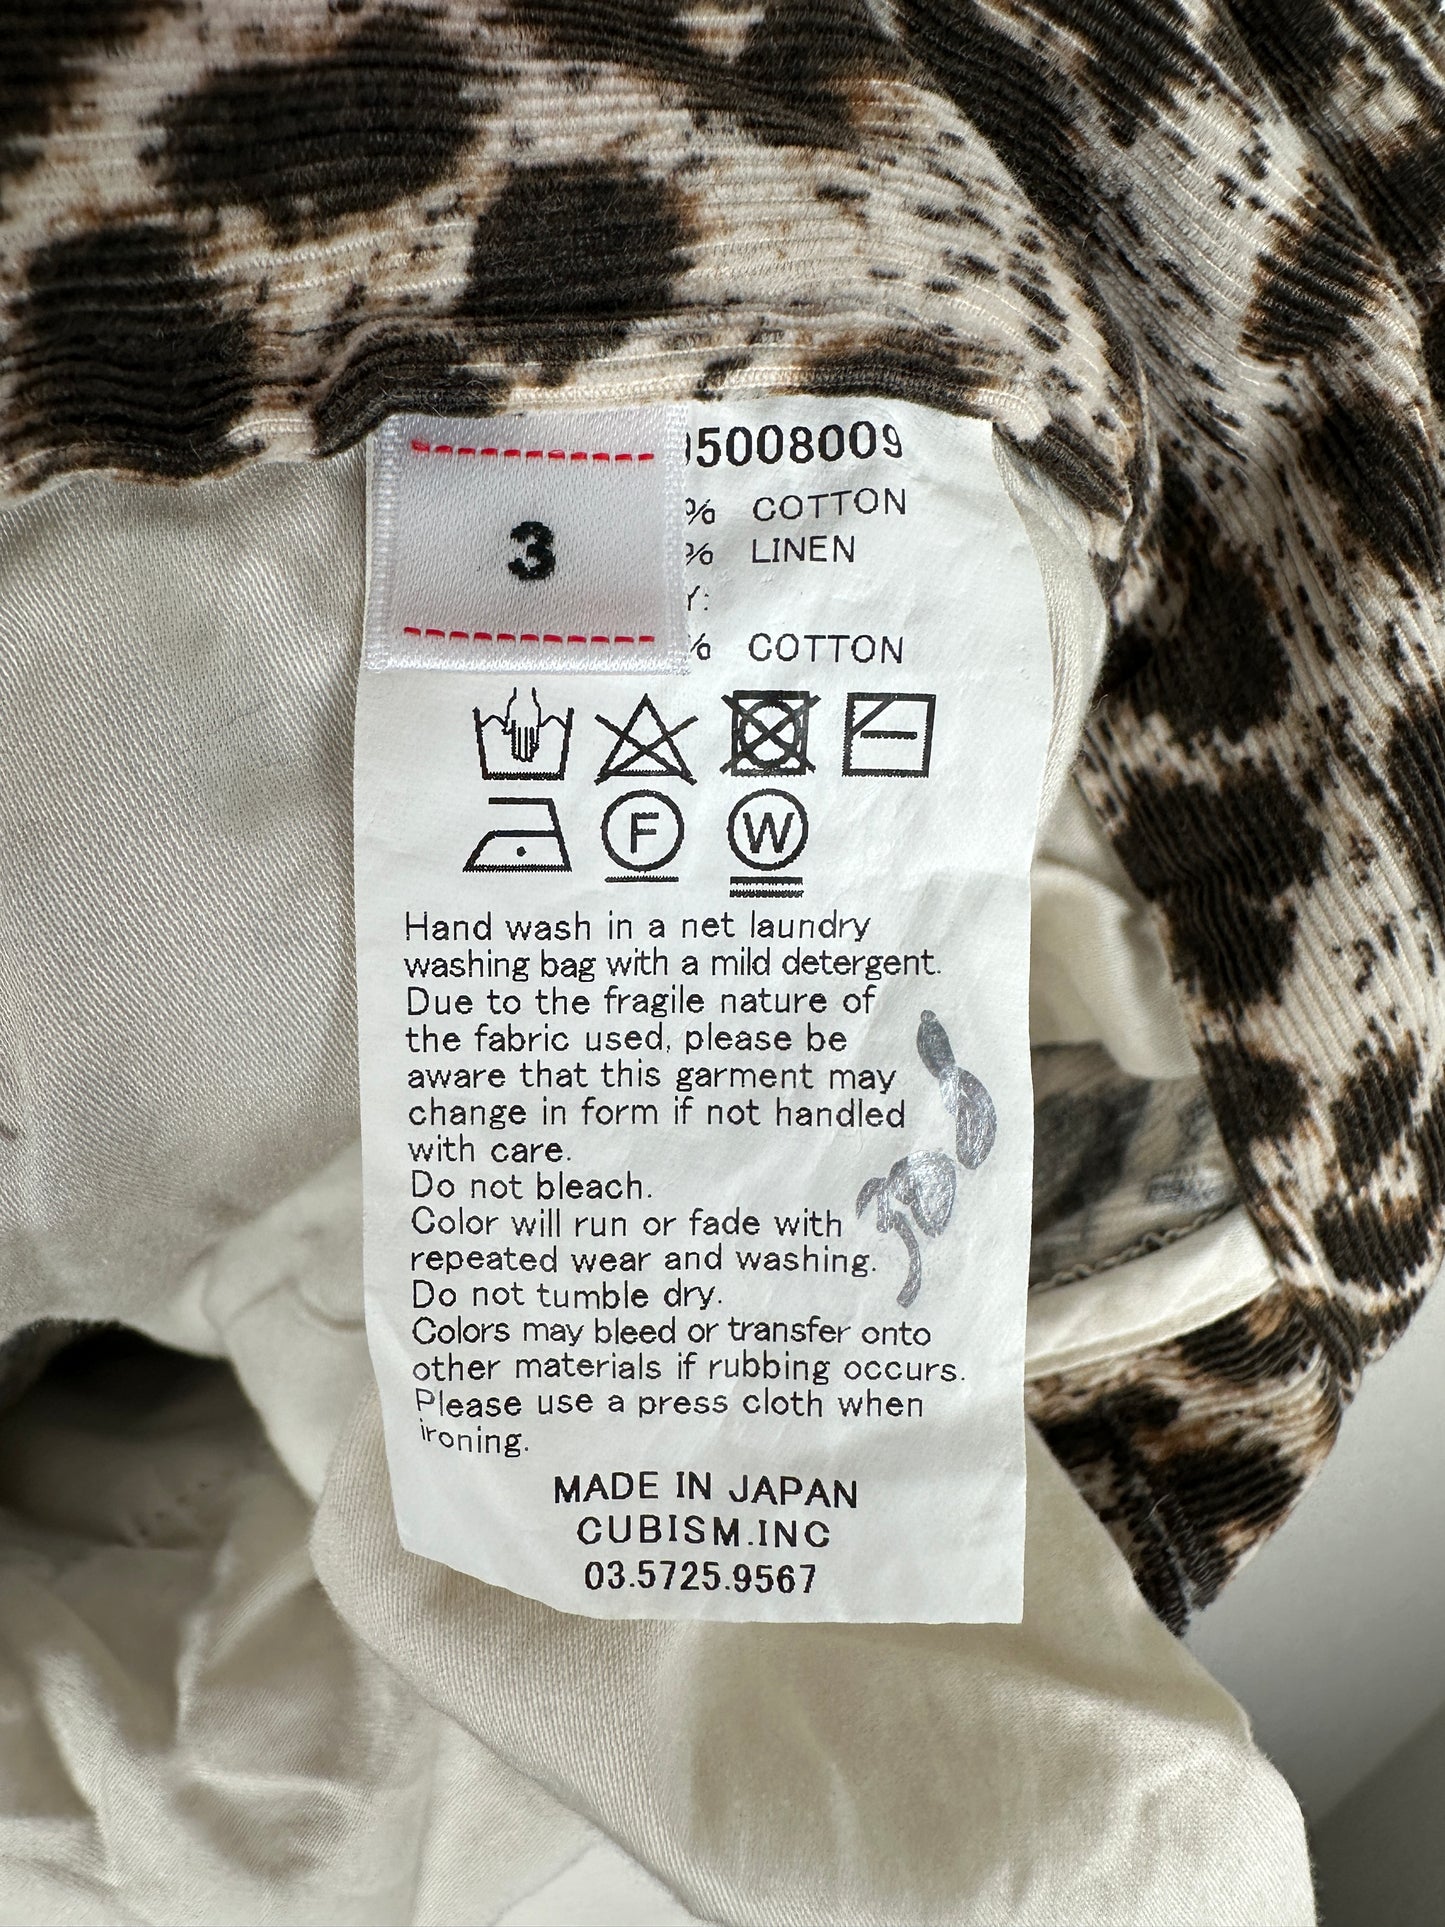 3
5008009
% COTTON
% LINEN
Y:
% COTTON
F W
Hand wash in a net laundry
washing bag with a mild detergent.
Due to the fragile nature of
the fabric used, please be
aware that this garment may
change in form if not handled
with care.
Do not bleach.
Color will run or fade with
repeated wear and washing.
Do not tumble dry.
Colors may bleed or transfer onto
other materials if rubbing occurs.
Please use a press cloth when
ironing.
MADE IN JAPAN
CUBISM.INC
03.5725.9567